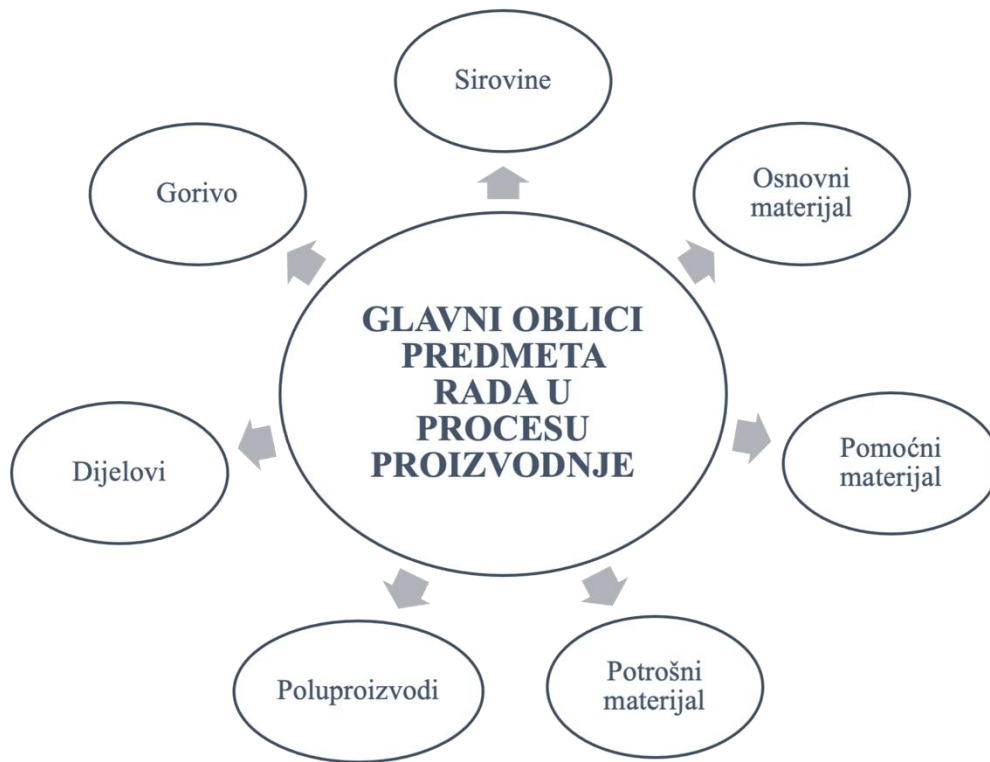 Sirovine
Osnovni
materijal
Pomoćni
materijal
Potrošni
materijal
Poluproizvodi
Dijelovi
Gorivo
GLAVNI OBLICI
PREDMETA
RADA U
PROCESU
PROIZVODNJE